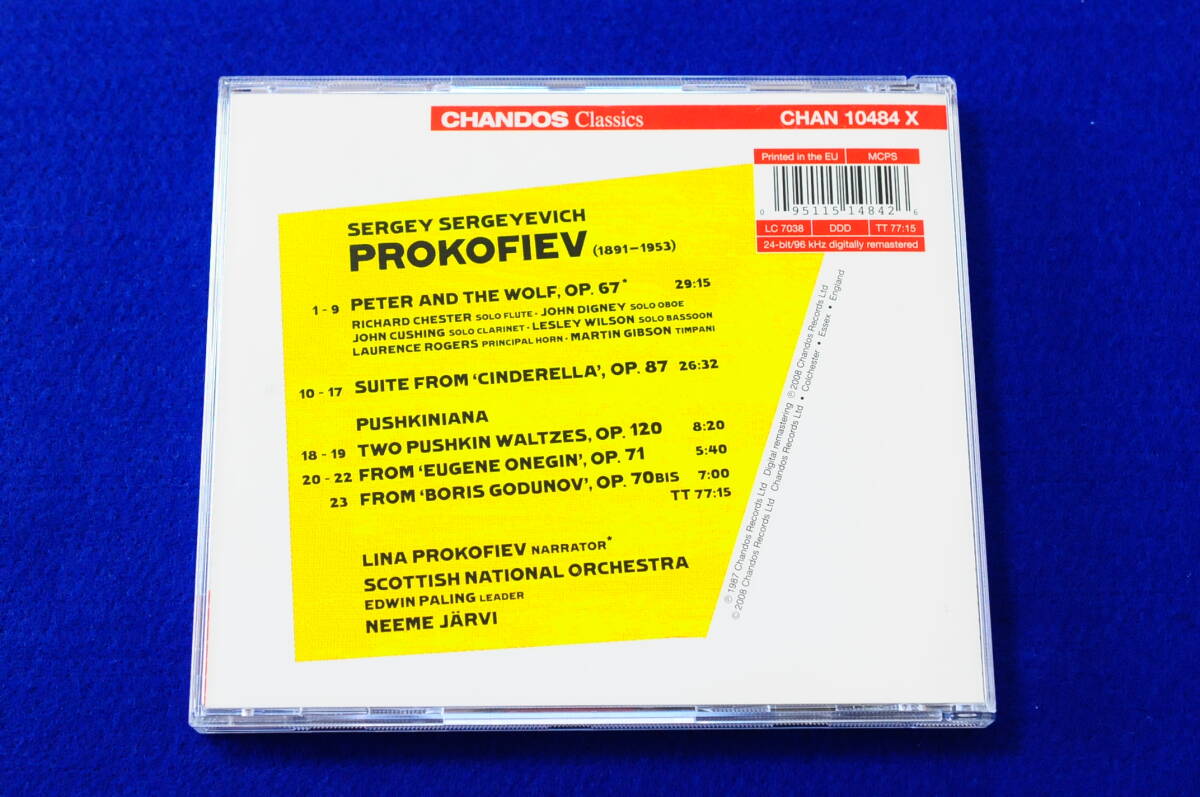 CHANDOS Classics CHAN 10484 X
Printed in the EU MCPS
0 95115 14842 6
LC 7038 DDD TT 77:15
24-bit/96 kHz digitally remastered
SERGEY SERGEYEVICH
PROKOFIEV (1891–1953)
1 - 9 PETER AND THE WOLF, OP. 67* 29:15
RICHARD CHESTER SOLO FLUTE · JOHN DIGNEY SOLO OBOE
JOHN CUSHING SOLO CLARINET · LESLEY WILSON SOLO BASSOON
LAURENCE ROGERS PRINCIPAL HORN · MARTIN GIBSON TIMPANI
10 - 17 SUITE FROM ‘CINDERELLA’, OP. 87 26:32
PUSHKINIANA
18 - 19 TWO PUSHKIN WALTZES, OP. 120 8:20
20 - 22 FROM ‘EUGENE ONEGIN’, OP. 71 5:40
23 FROM ‘BORIS GODUNOV’, OP. 70BIS 7:00
TT 77:15
LINA PROKOFIEV NARRATOR*
SCOTTISH NATIONAL ORCHESTRA
EDWIN PALING LEADER
NEEME JÄRVI
℗ 1987 Chandos Records Ltd Digital remastering ℗ 2008 Chandos Records Ltd
© 2008 Chandos Records Ltd Chandos Records Ltd • Colchester • Essex • England